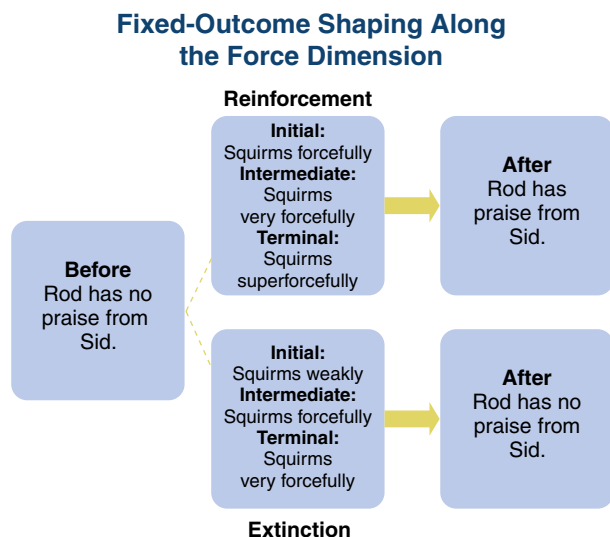 Fixed-Outcome Shaping Along
the Force Dimension
Reinforcement
Before
Rod has no
praise from
Sid.
Initial:
Squirms forcefully
Intermediate:
Squirms
very forcefully
Terminal:
Squirms
superforcefully
After
Rod has
praise from
Sid.
Initial:
Squirms weakly
Intermediate:
Squirms forcefully
Terminal:
Squirms
very forcefully
After
Rod has no
praise from
Sid.
Extinction